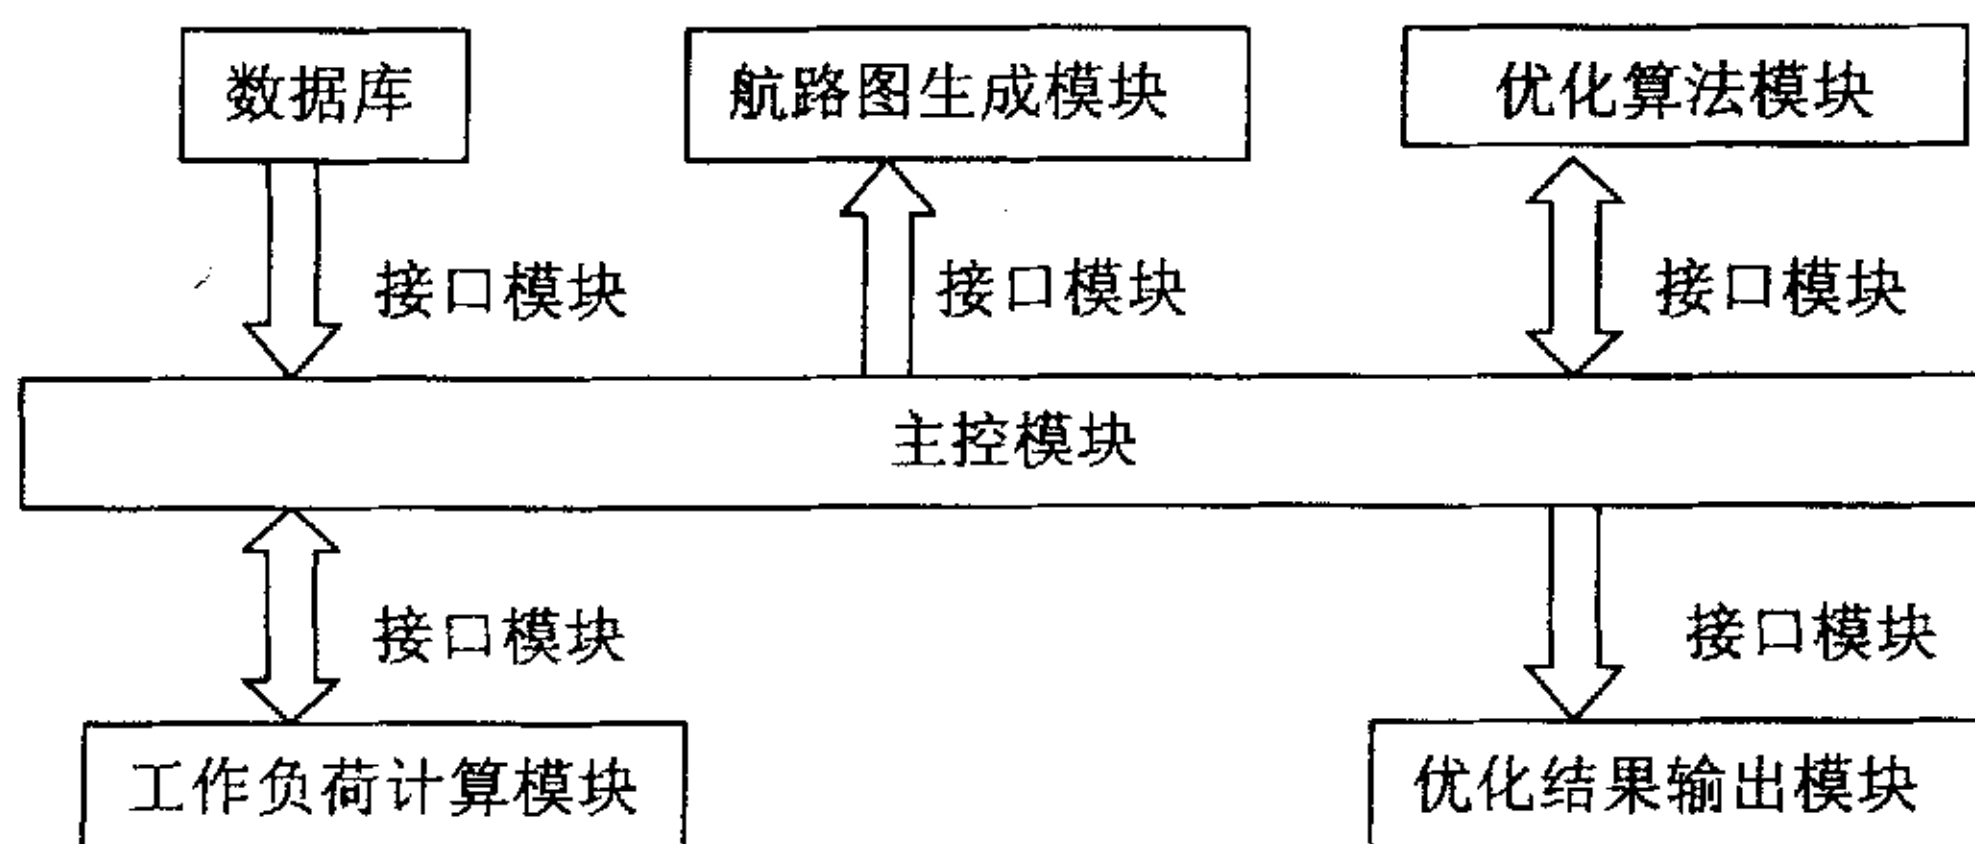 数据库
航路图生成模块
优化算法模块
接口模块
接口模块
接口模块
主控模块
接口模块
接口模块
工作负荷计算模块
优化结果输出模块